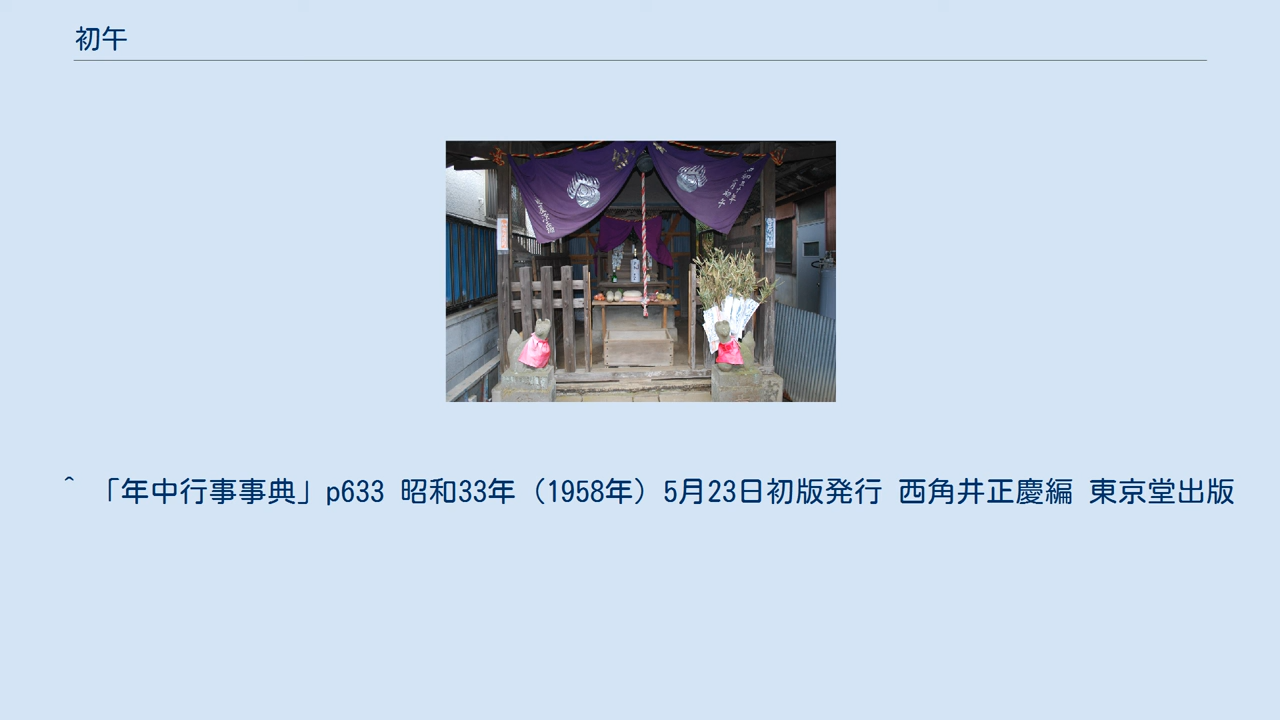 初午
^ 「年中行事事典」p633 昭和33年（1958年）5月23日初版発行 西角井正慶編 東京堂出版